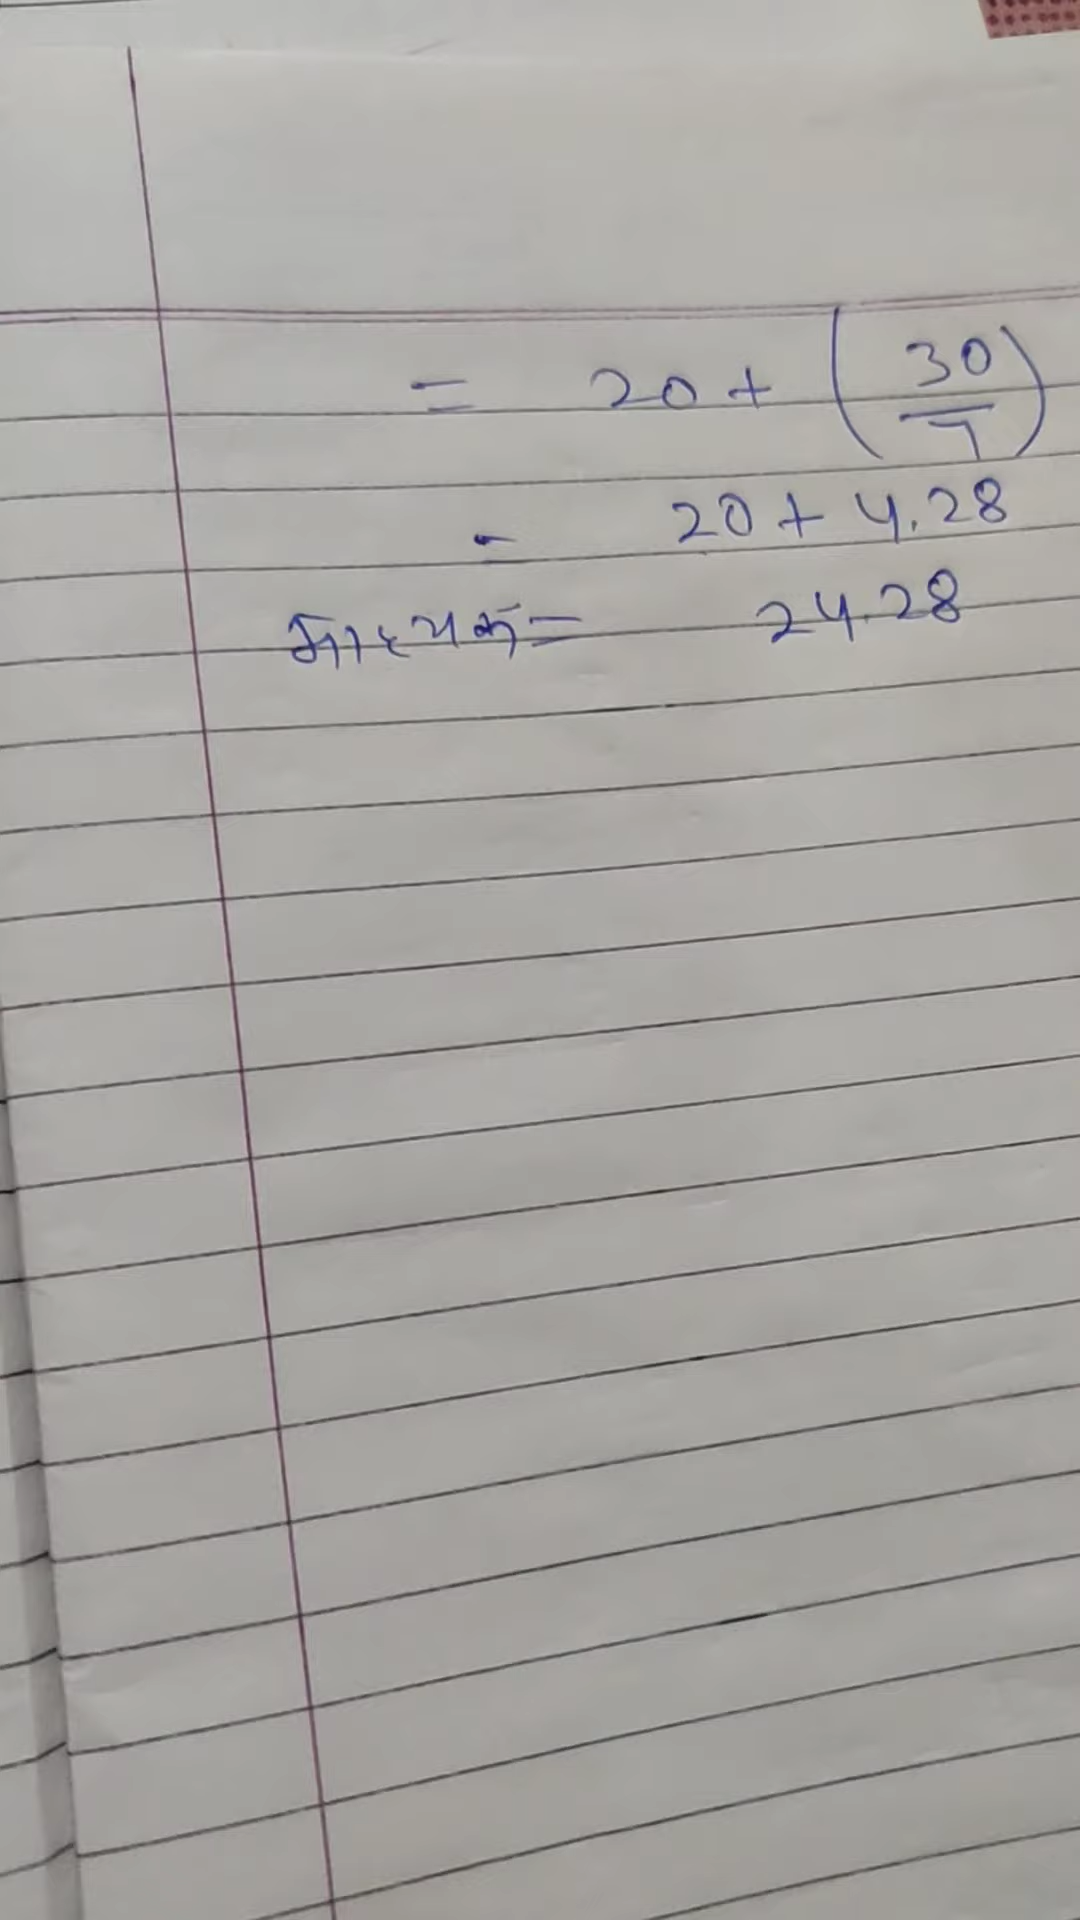 = 20 + (30/7)
= 20 + 4.28
माध्यक = 24.28